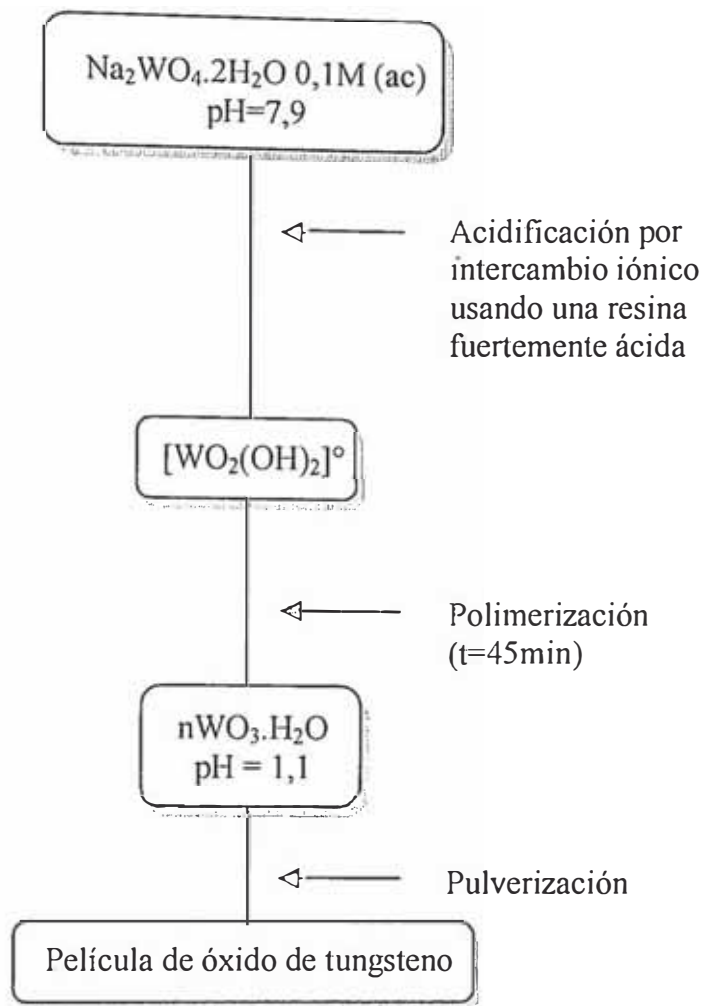 Na₂WO₄.2H₂O 0,1M (ac)
pH=7,9
Acidificación por
intercambio iónico
usando una resina
fuertemente ácida
[WO₂(OH)₂]°
Polimerización
(t=45min)
nWO₃.H₂O
pH = 1,1
Pulverización
Película de óxido de tungsteno